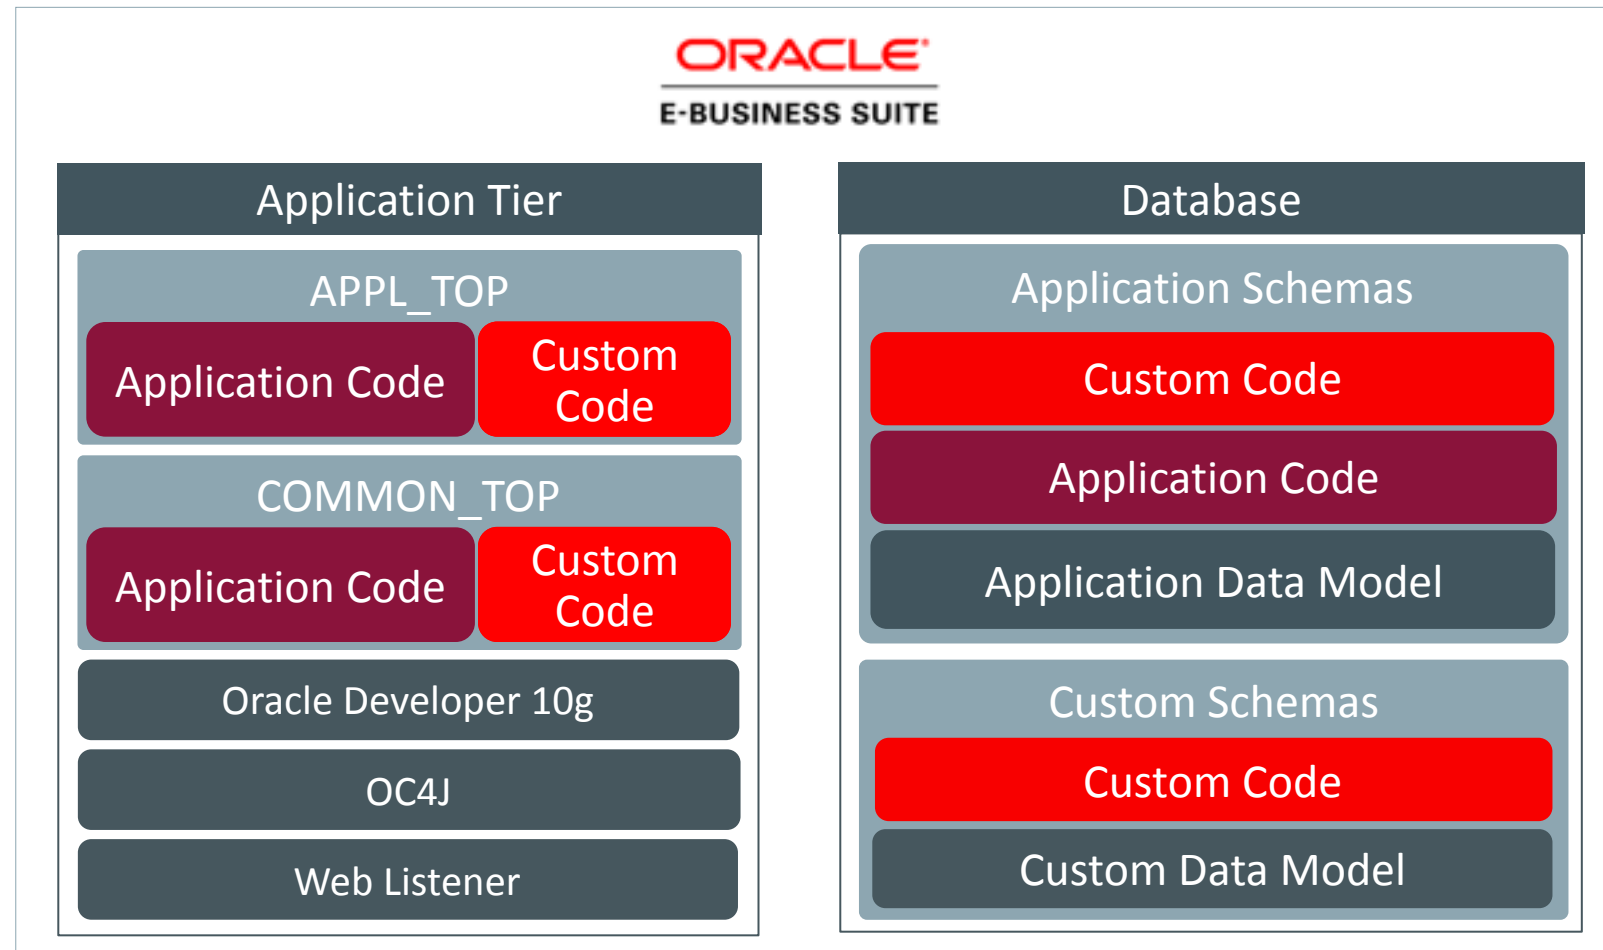 ORACLE
E-BUSINESS SUITE
Application Tier
APPL_TOP
Application Code
Custom
Code
COMMON_TOP
Application Code
Custom
Code
Oracle Developer 10g
OC4J
Web Listener
Database
Application Schemas
Custom Code
Application Code
Application Data Model
Custom Schemas
Custom Code
Custom Data Model